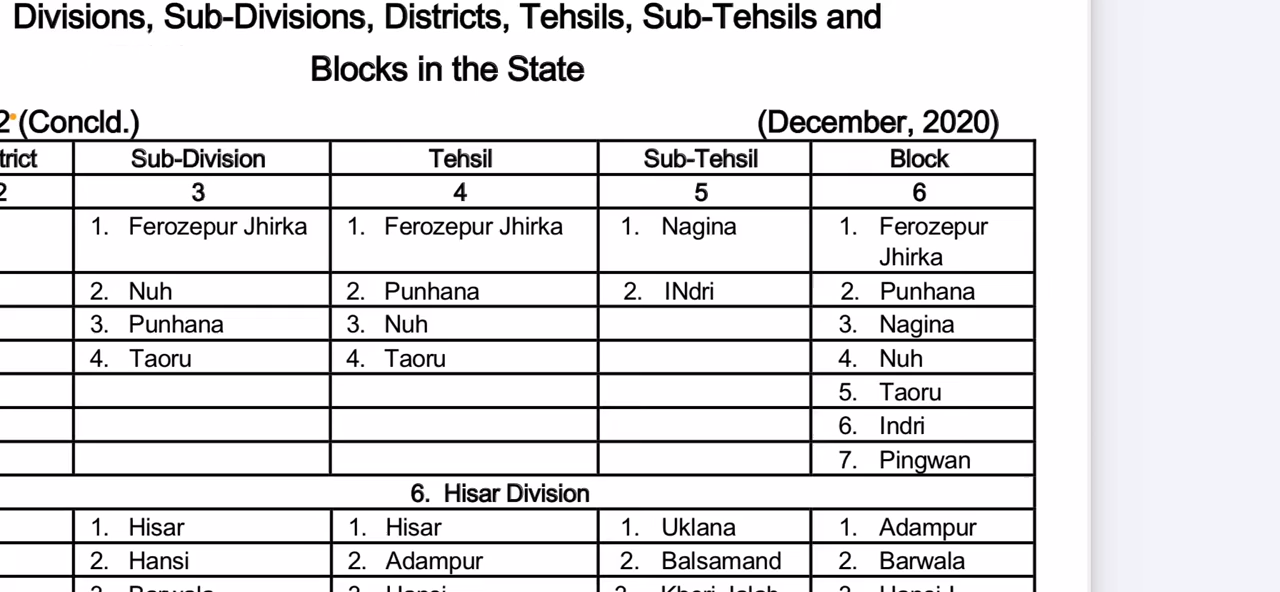 Divisions, Sub-Divisions, Districts, Tehsils, Sub-Tehsils and
Blocks in the State
2 (Concld.) (December, 2020)
trict Sub-Division Tehsil Sub-Tehsil Block
2 3 4 5 6
1. Ferozepur Jhirka 1. Ferozepur Jhirka 1. Nagina 1. Ferozepur
Jhirka
2. Nuh 2. Punhana 2. INdri 2. Punhana
3. Punhana 3. Nuh 3. Nagina
4. Taoru 4. Taoru 4. Nuh
5. Taoru
6. Indri
7. Pingwan
6. Hisar Division
1. Hisar 1. Hisar 1. Uklana 1. Adampur
2. Hansi 2. Adampur 2. Balsamand 2. Barwala